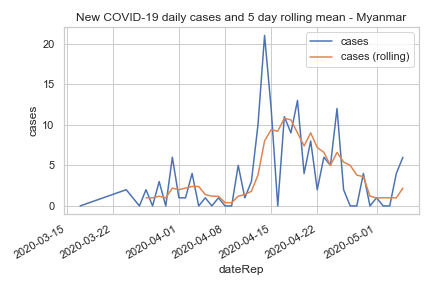 New COVID-19 daily cases and 5 day rolling mean - Myanmar
cases
cases (rolling)
20
15
10
5
0
cases
2020-03-15
2020-03-22
2020-04-01
2020-04-08
2020-04-15
2020-04-22
2020-05-01
dateRep